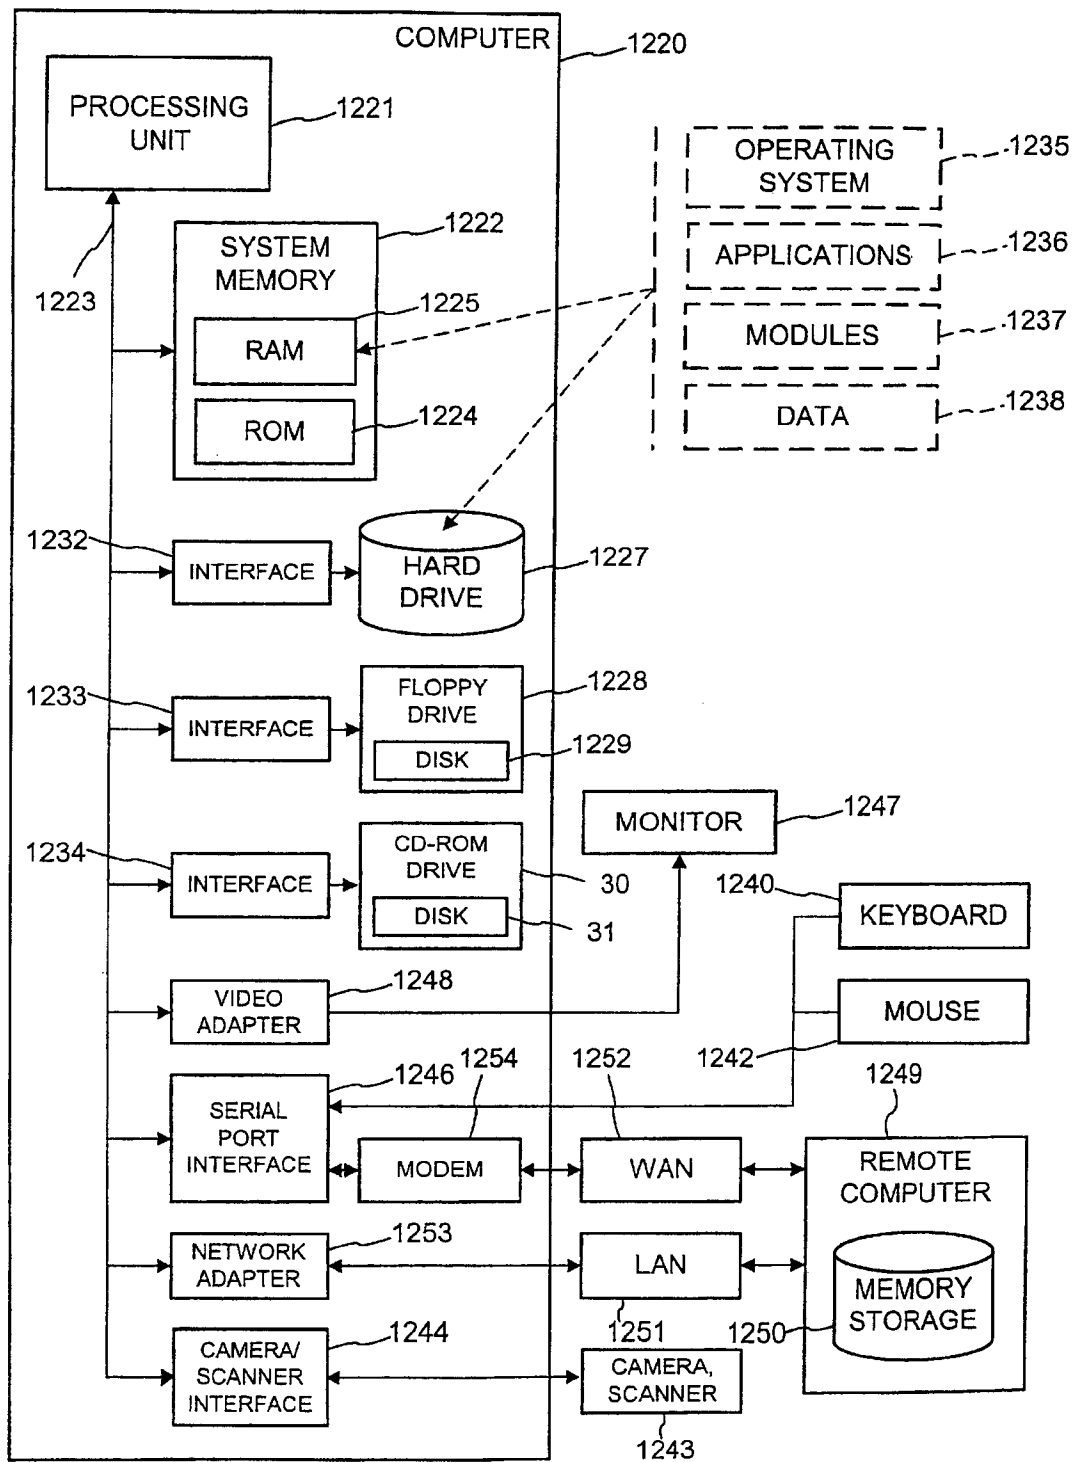 COMPUTER
1220
PROCESSING
UNIT
1221
1223
SYSTEM
MEMORY
1222
1225
RAM
ROM
1224
OPERATING
SYSTEM
1235
APPLICATIONS
1236
MODULES
1237
DATA
1238
1232
INTERFACE
HARD
DRIVE
1227
1233
INTERFACE
FLOPPY
DRIVE
1228
DISK
1229
1234
INTERFACE
CD-ROM
DRIVE
30
DISK
31
MONITOR
1247
1240
KEYBOARD
MOUSE
1242
VIDEO
ADAPTER
1248
SERIAL
PORT
INTERFACE
1246
1254
MODEM
1252
WAN
1249
REMOTE
COMPUTER
MEMORY
STORAGE
1250
NETWORK
ADAPTER
1253
LAN
1251
CAMERA/
SCANNER
INTERFACE
1244
CAMERA,
SCANNER
1243